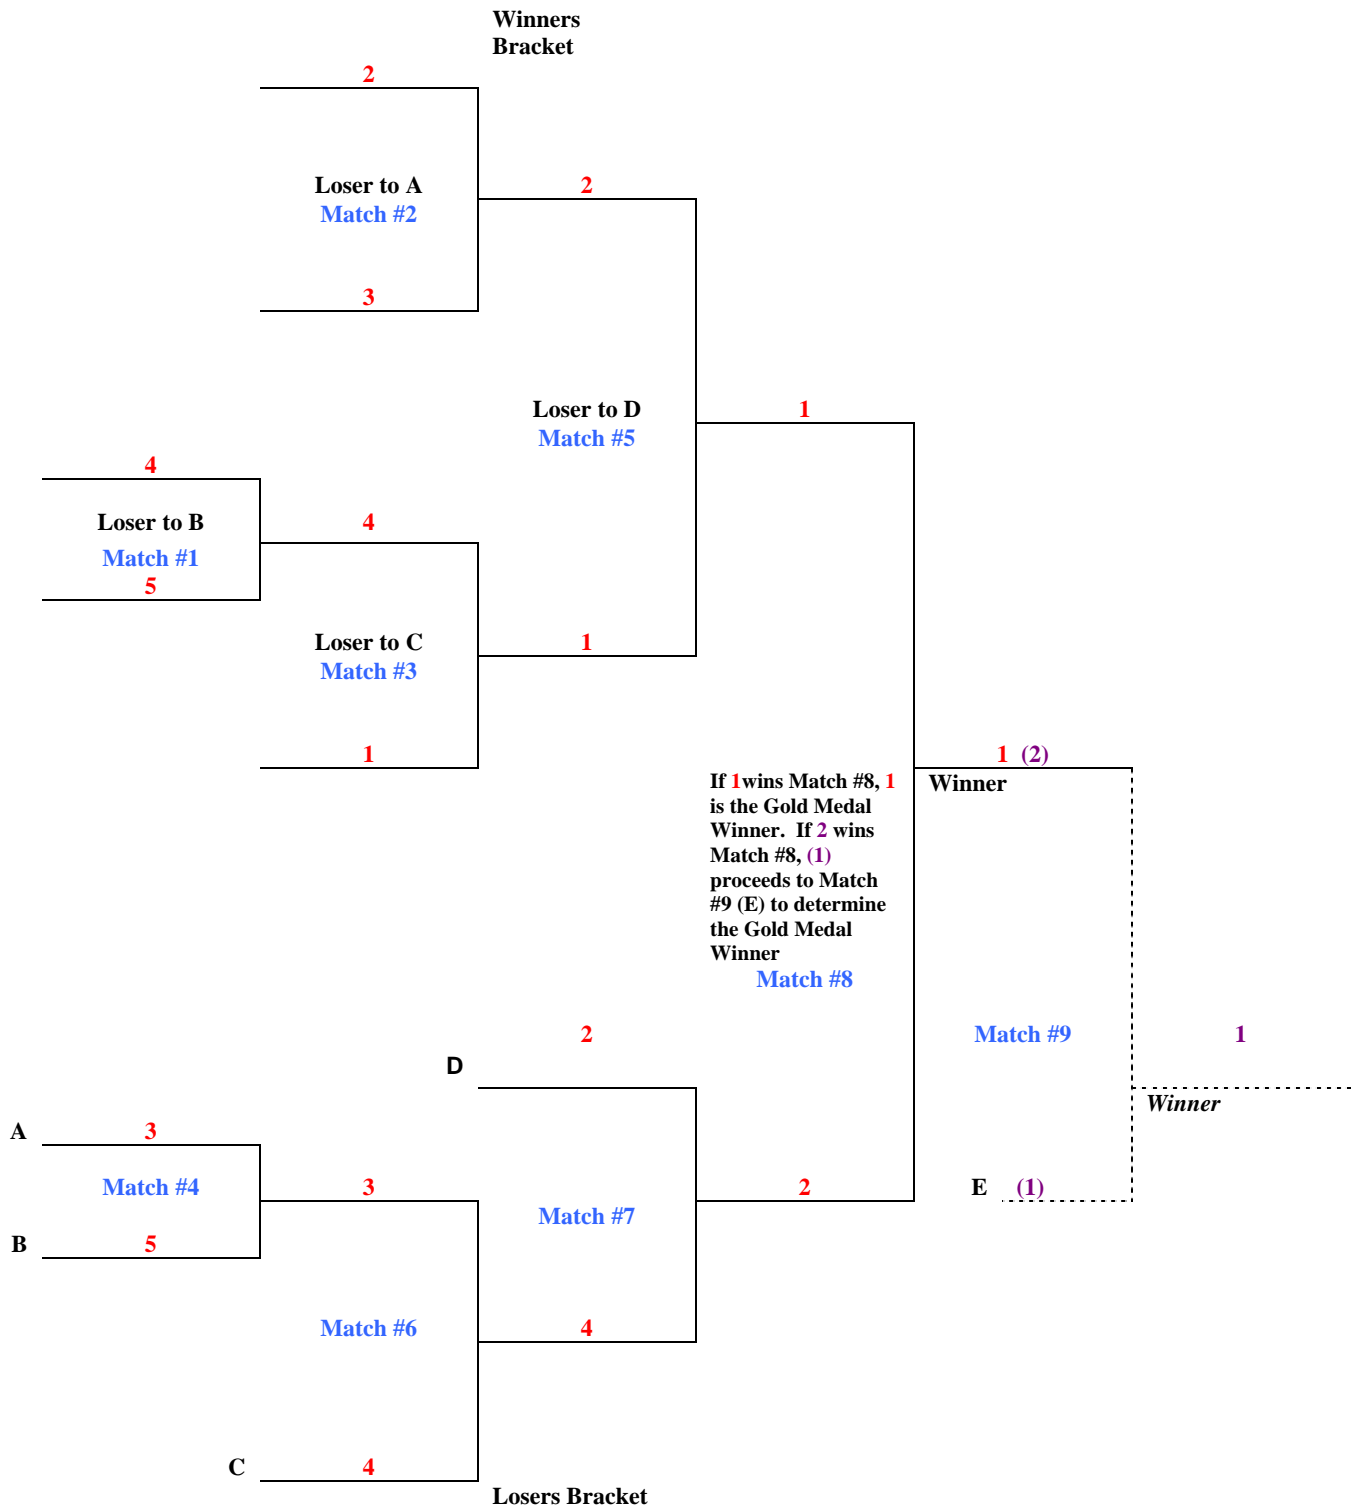 Winners
Bracket
2
Loser to A
Match #2
2
3
Loser to D
Match #5
1
4
Loser to B
Match #1
5
4
Loser to C
Match #3
1
1
If 1wins Match #8, 1
is the Gold Medal
Winner. If 2 wins
Match #8, (1)
proceeds to Match
#9 (E) to determine
the Gold Medal
Winner
Match #8
1 (2)
Winner
Match #9
1
Winner
2
D
A
3
Match #4
B
5
3
Match #7
2
E (1)
Match #6
4
C
4
Losers Bracket